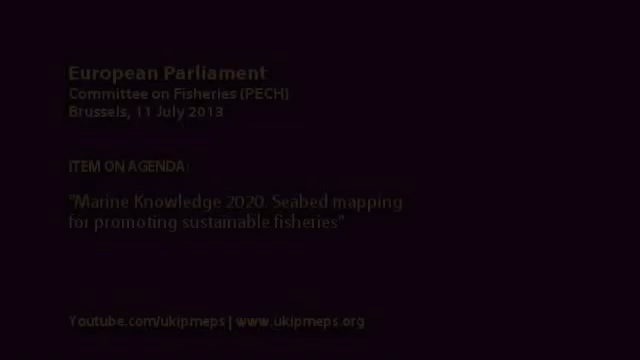 European Parliament
Committee on Fisheries (PECH)
Brussels, 11 July 2013
ITEM ON AGENDA:
"Marine Knowledge 2020: Seabed mapping
for promoting sustainable fisheries"
Youtube.com/ukipmeps | www.ukipmeps.org